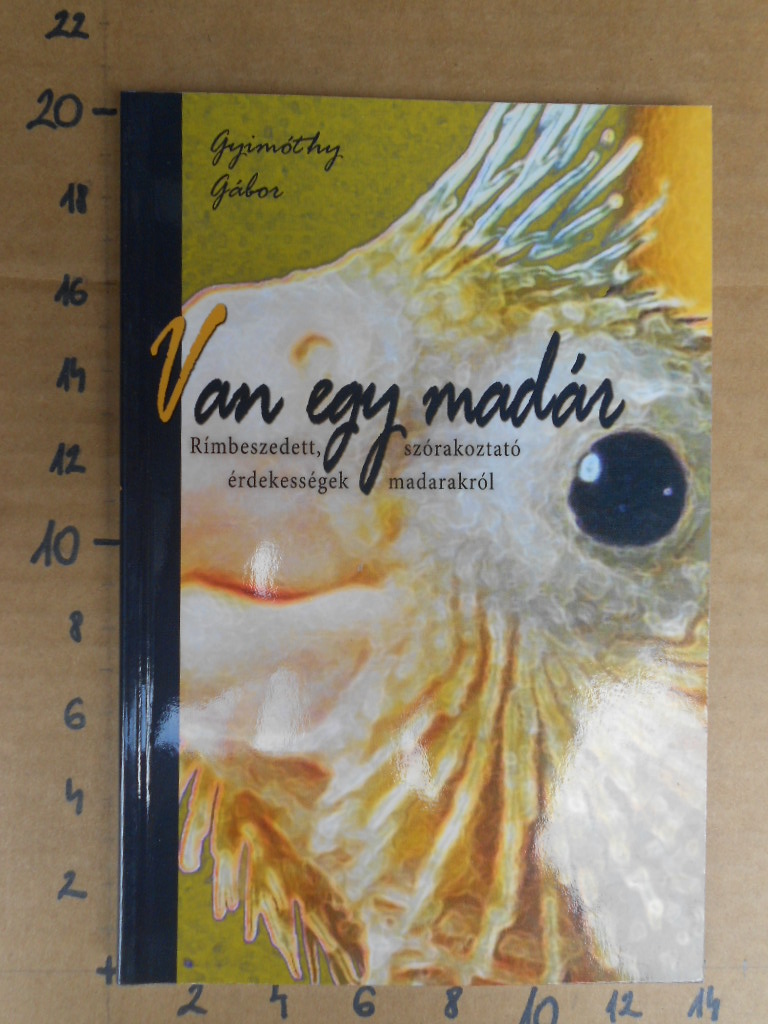 22
20
18
16
14
12
10
8
6
4
2
Gyimóthy
Gábor
Van egy madár
Rímbeszedett, szórakoztató
érdekességek madarakról
2 4 6 8 10 12 14